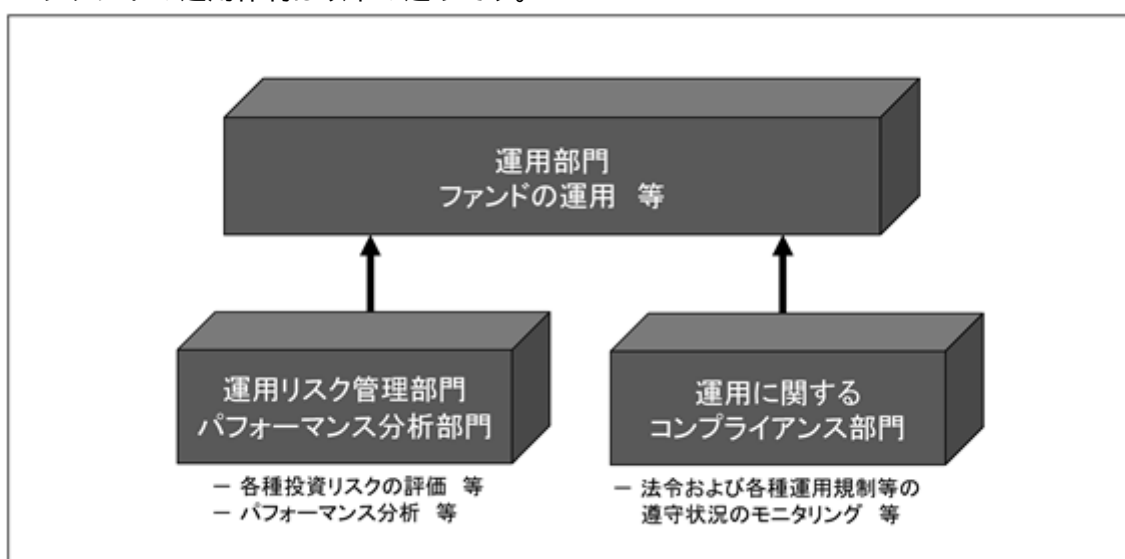 運用部門
ファンドの運用 等
運用リスク管理部門
パフォーマンス分析部門
－ 各種投資リスクの評価 等
－ パフォーマンス分析 等
運用に関する
コンプライアンス部門
－ 法令および各種運用規制等の
遵守状況のモニタリング 等